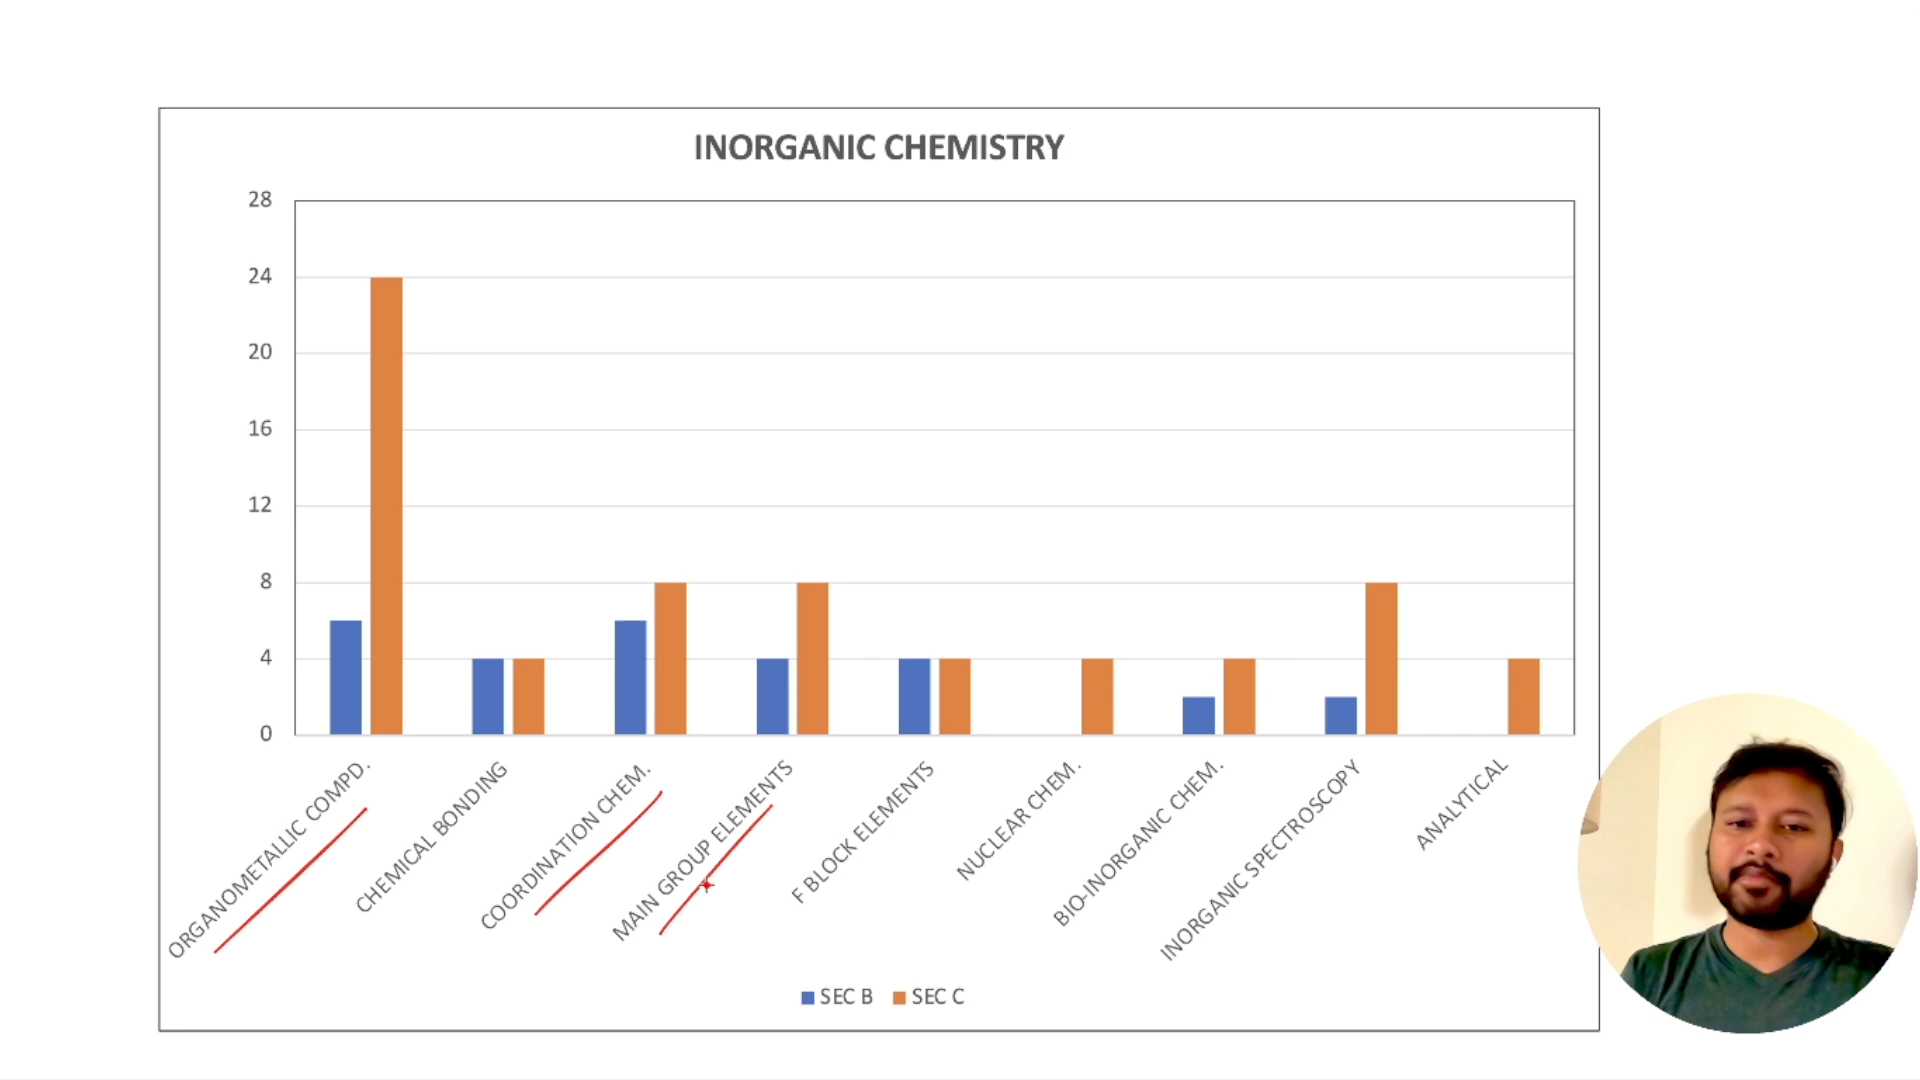 INORGANIC CHEMISTRY
28
24
20
16
12
8
4
0
ORGANOMETALLIC COMPD.
CHEMICAL BONDING
COORDINATION CHEM.
MAIN GROUP ELEMENTS
F BLOCK ELEMENTS
NUCLEAR CHEM.
BIO-INORGANIC CHEM.
INORGANIC SPECTROSCOPY
ANALYTICAL
SEC B SEC C